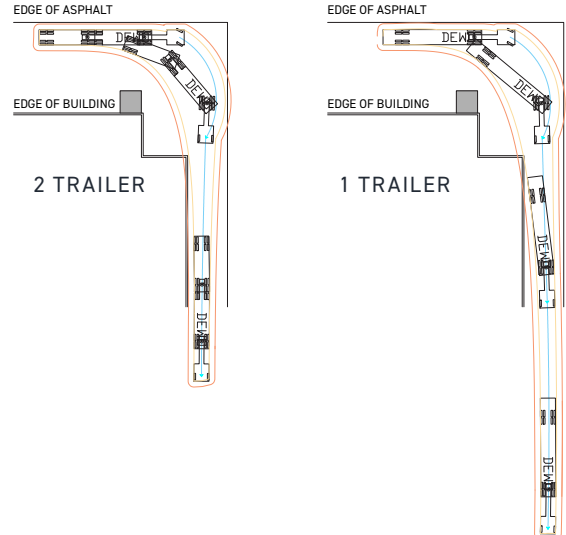 EDGE OF ASPHALT
EDGE OF ASPHALT
DEW
DEW
DEW
DEW
EDGE OF BUILDING
EDGE OF BUILDING
2 TRAILER
1 TRAILER
DEW
DEW
DEW